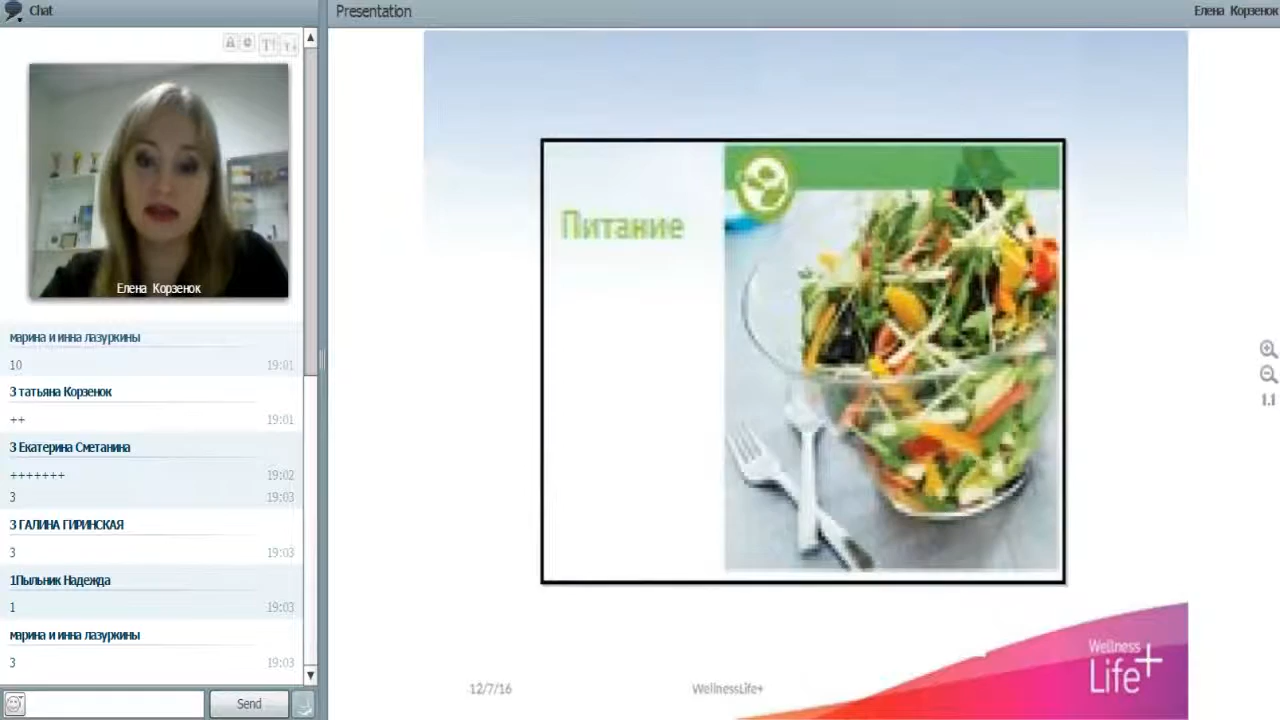 Chat
Елена Корзенок
марина и инна лазуркины
10 19:01
3 татьяна Корзенок
++ 19:01
3 Екатерина Сметанина
+++++++ 19:02
3 19:03
3 ГАЛИНА ГИРИНСКАЯ
3 19:03
1Пыльник Надежда
1 19:03
марина и инна лазуркины
3 19:03
Send
Presentation
Елена Корзенок
Питание
1.1
12/7/16
WellnessLife+
Wellness
Life+